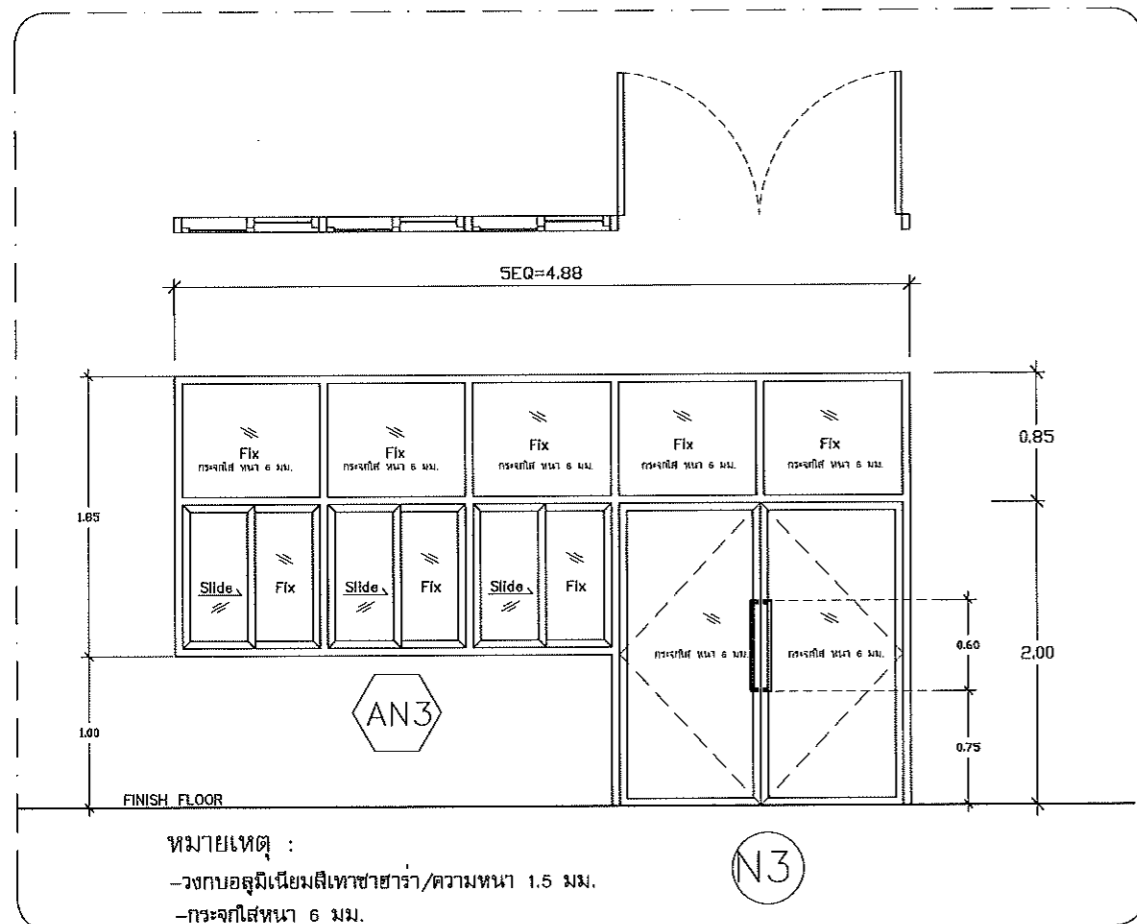 SEQ=4.88
Fix
กระจกใส หนา 6 มม.
Fix
กระจกใส หนา 6 มม.
Fix
กระจกใส หนา 6 มม.
Fix
กระจกใส หนา 6 มม.
Fix
กระจกใส หนา 6 มม.
0.85
1.85
Slide
Fix
Slide
Fix
Slide
Fix
กระจกใส หนา 6 มม.
กระจกใส หนา 6 มม.
0.60
2.00
AN3
1.00
0.75
FINISH FLOOR
หมายเหตุ :
-วงกบอลูมิเนียมสีเทาซาฮาร่า/ความหนา 1.5 มม.
-กระจกใสหนา 6 มม.
N3